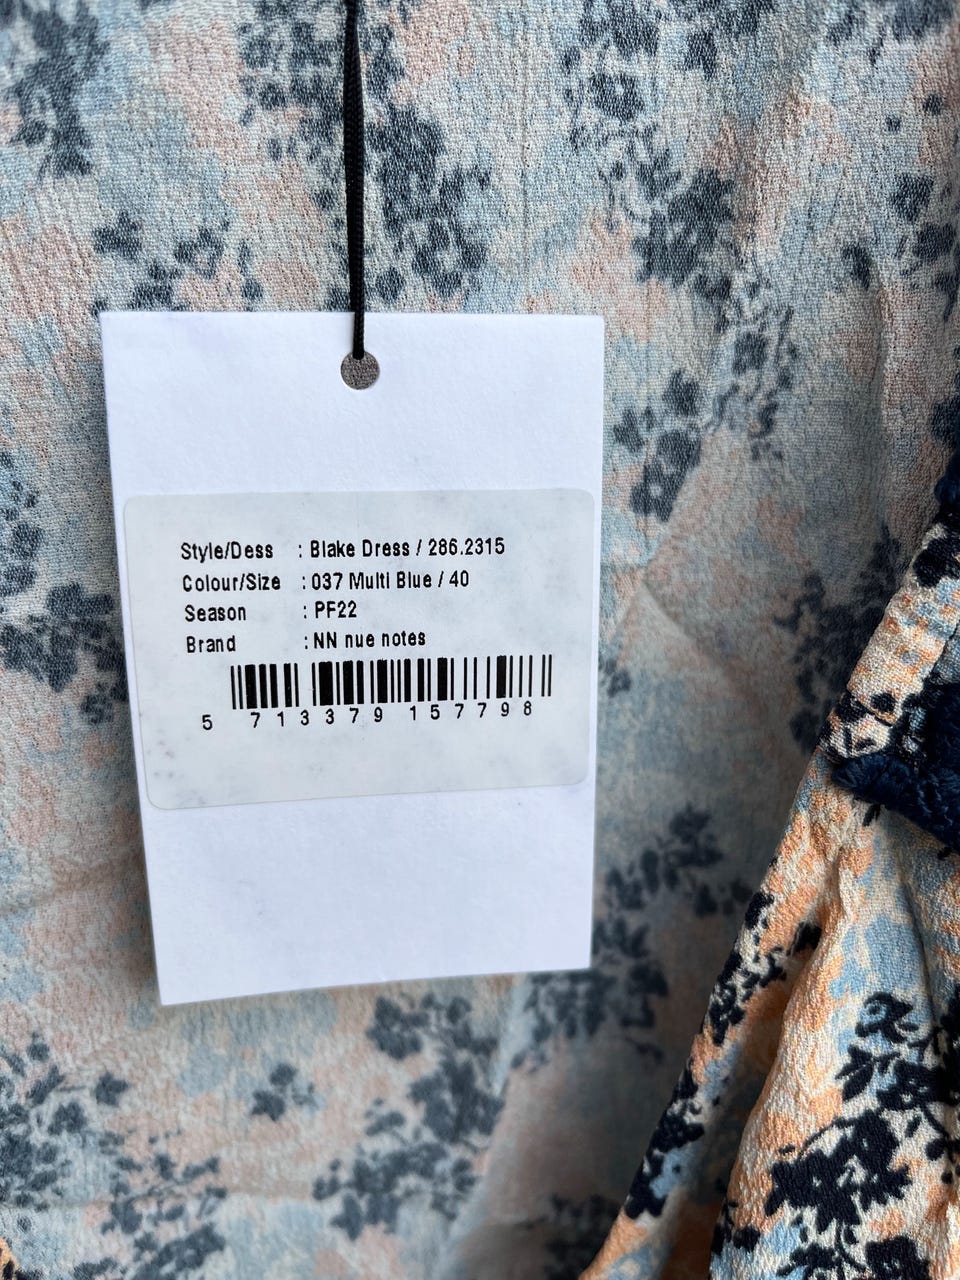 Style/Dess : Blake Dress / 286.2315
Colour/Size : 037 Multi Blue / 40
Season : PF22
Brand : NN nue notes
5 713379 157798